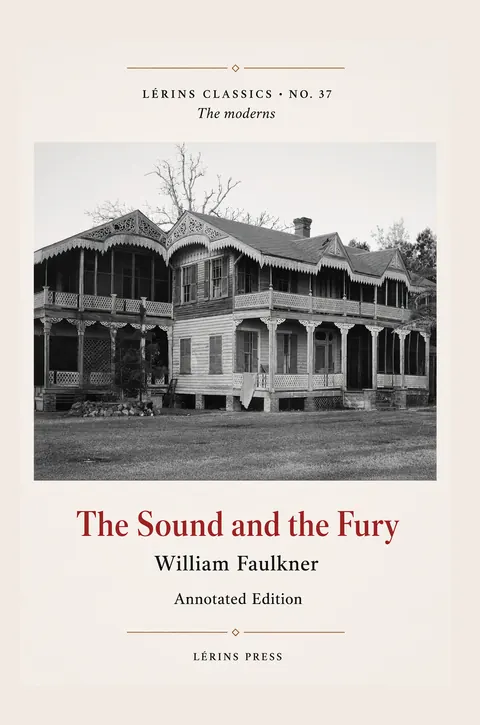 LÉRINS CLASSICS • NO. 37
The moderns
The Sound and the Fury
William Faulkner
Annotated Edition
LÉRINS PRESS